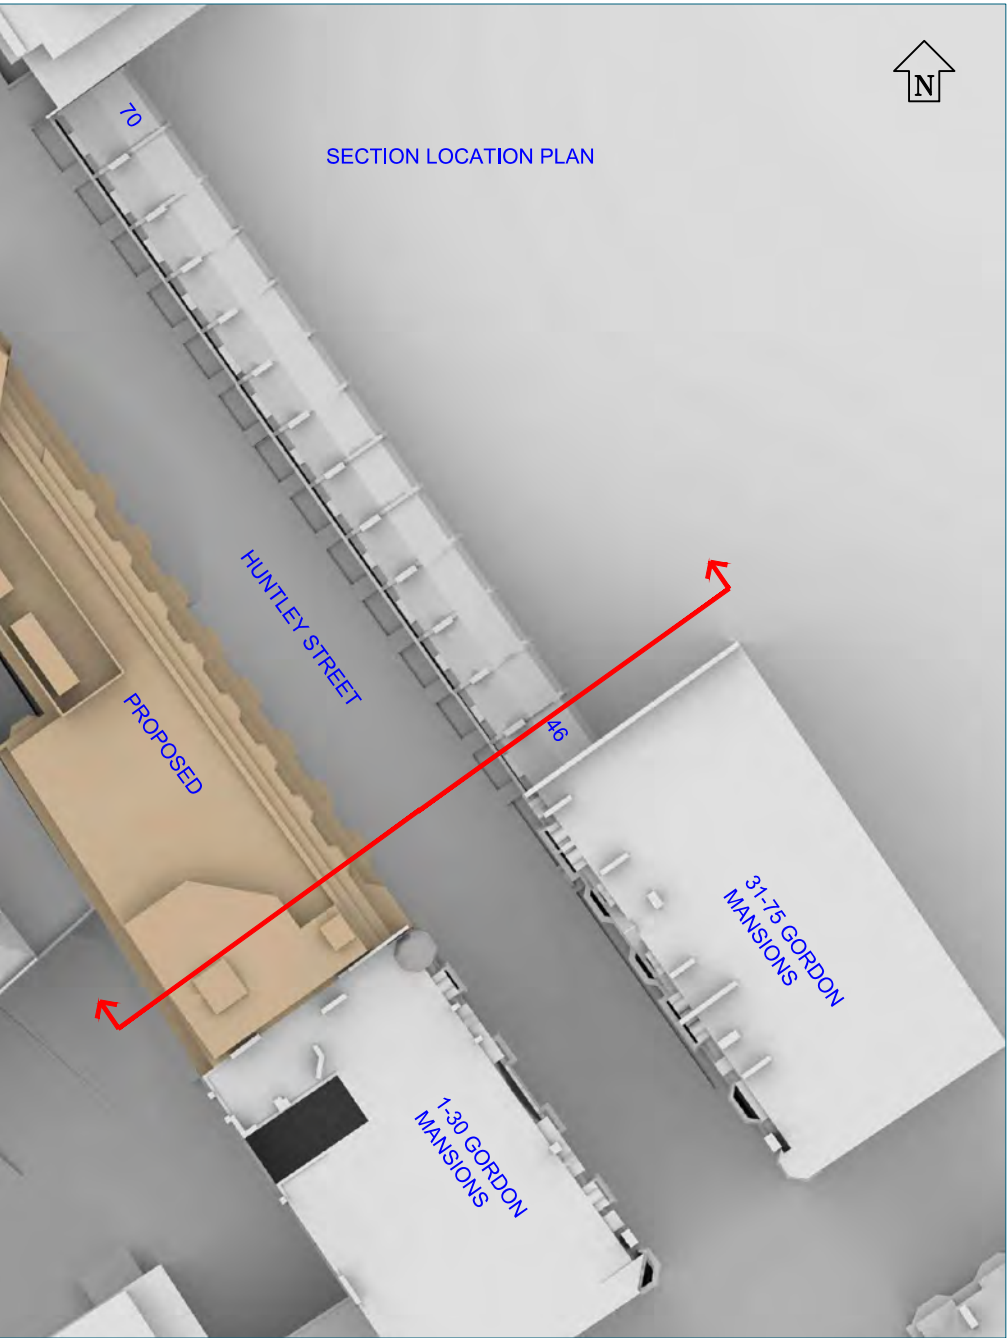 N
70
SECTION LOCATION PLAN
HUNTLEY STREET
PROPOSED
46
31-75 GORDON
MANSIONS
1-30 GORDON
MANSIONS